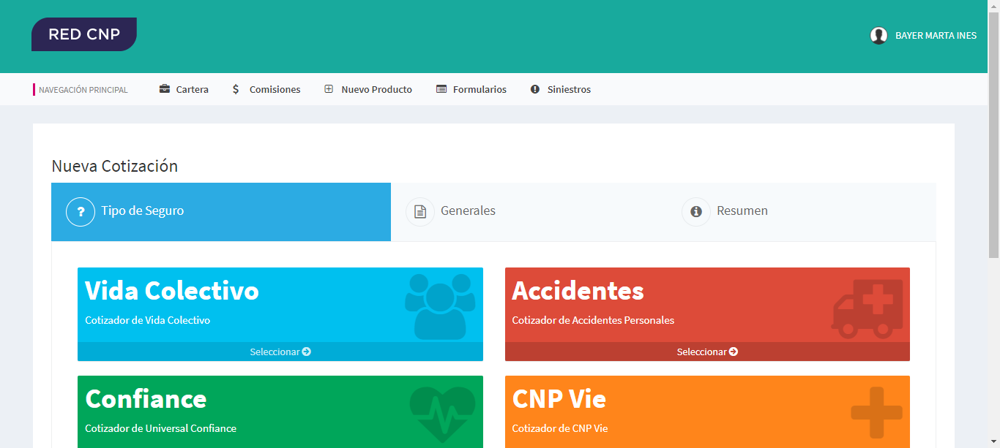 RED CNP
BAYER MARTA INES
NAVEGACIÓN PRINCIPAL
Cartera
$ Comisiones
Nuevo Producto
Formularios
Siniestros
Nueva Cotización
? Tipo de Seguro
Generales
Resumen
Vida Colectivo
Cotizador de Vida Colectivo
Seleccionar
Accidentes
Cotizador de Accidentes Personales
Seleccionar
Confiance
Cotizador de Universal Confiance
CNP Vie
Cotizador de CNP Vie